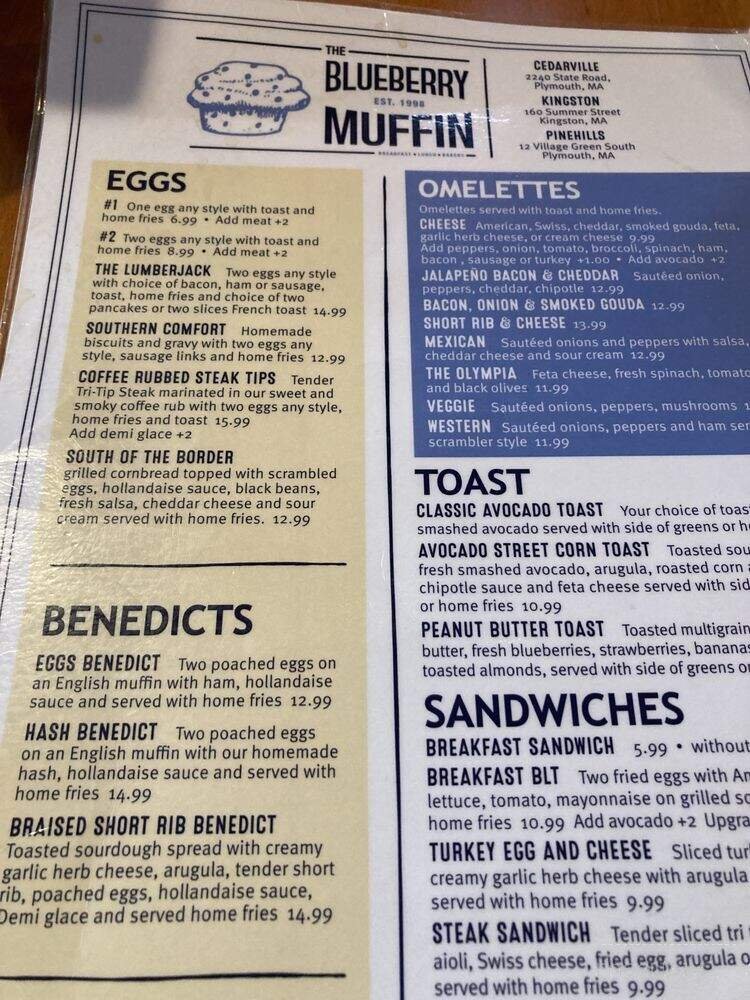 THE
BLUEBERRY
EST. 1998
MUFFIN
BREAKFAST • LUNCH • BAKERY
CEDARVILLE
2240 State Road,
Plymouth, MA
KINGSTON
160 Summer Street
Kingston, MA
PINEHILLS
12 Village Green South
Plymouth, MA
EGGS
#1 One egg any style with toast and
home fries 6.99 • Add meat +2
#2 Two eggs any style with toast and
home fries 8.99 • Add meat +2
THE LUMBERJACK Two eggs any style
with choice of bacon, ham or sausage,
toast, home fries and choice of two
pancakes or two slices French toast 14.99
SOUTHERN COMFORT Homemade
biscuits and gravy with two eggs any
style, sausage links and home fries 12.99
COFFEE RUBBED STEAK TIPS Tender
Tri-Tip Steak marinated in our sweet and
smoky coffee rub with two eggs any style,
home fries and toast 15.99
Add demi glace +2
SOUTH OF THE BORDER
grilled cornbread topped with scrambled
eggs, hollandaise sauce, black beans,
fresh salsa, cheddar cheese and sour
cream served with home fries. 12.99
BENEDICTS
EGGS BENEDICT Two poached eggs on
an English muffin with ham, hollandaise
sauce and served with home fries 12.99
HASH BENEDICT Two poached eggs
on an English muffin with our homemade
hash, hollandaise sauce and served with
home fries 14.99
BRAISED SHORT RIB BENEDICT
Toasted sourdough spread with creamy
garlic herb cheese, arugula, tender short
rib, poached eggs, hollandaise sauce,
Demi glace and served home fries 14.99
OMELETTES
Omelettes served with toast and home fries.
CHEESE American, Swiss, cheddar, smoked gouda, feta,
garlic herb cheese, or cream cheese 9.99
Add peppers, onion, tomato, broccoli, spinach, ham,
bacon , sausage or turkey +1.00 • Add avocado +2
JALAPEÑO BACON & CHEDDAR Sautéed onion,
peppers, cheddar, chipotle 12.99
BACON, ONION & SMOKED GOUDA 12.99
SHORT RIB & CHEESE 13.99
MEXICAN Sautéed onions and peppers with salsa,
cheddar cheese and sour cream 12.99
THE OLYMPIA Feta cheese, fresh spinach, tomato
and black olives 11.99
VEGGIE Sautéed onions, peppers, mushrooms 1
WESTERN Sautéed onions, peppers and ham ser
scrambler style 11.99
TOAST
CLASSIC AVOCADO TOAST Your choice of toas
smashed avocado served with side of greens or h
AVOCADO STREET CORN TOAST Toasted sou
fresh smashed avocado, arugula, roasted corn
chipotle sauce and feta cheese served with sid
or home fries 10.99
PEANUT BUTTER TOAST Toasted multigrain
butter, fresh blueberries, strawberries, bananas
toasted almonds, served with side of greens or
SANDWICHES
BREAKFAST SANDWICH 5.99 • without
BREAKFAST BLT Two fried eggs with Am
lettuce, tomato, mayonnaise on grilled so
home fries 10.99 Add avocado +2 Upgra
TURKEY EGG AND CHEESE Sliced tur
creamy garlic herb cheese with arugula
served with home fries 9.99
STEAK SANDWICH Tender sliced tri
aioli, Swiss cheese, fried egg, arugula o
served with home fries 9.99